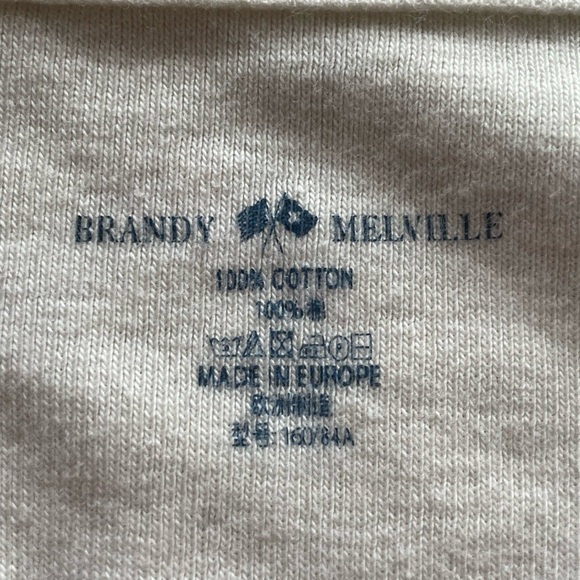 BRANDY MELVILLE
100% COTTON
100% 棉
MADE IN EUROPE
欧洲制造
型号: 160/84A